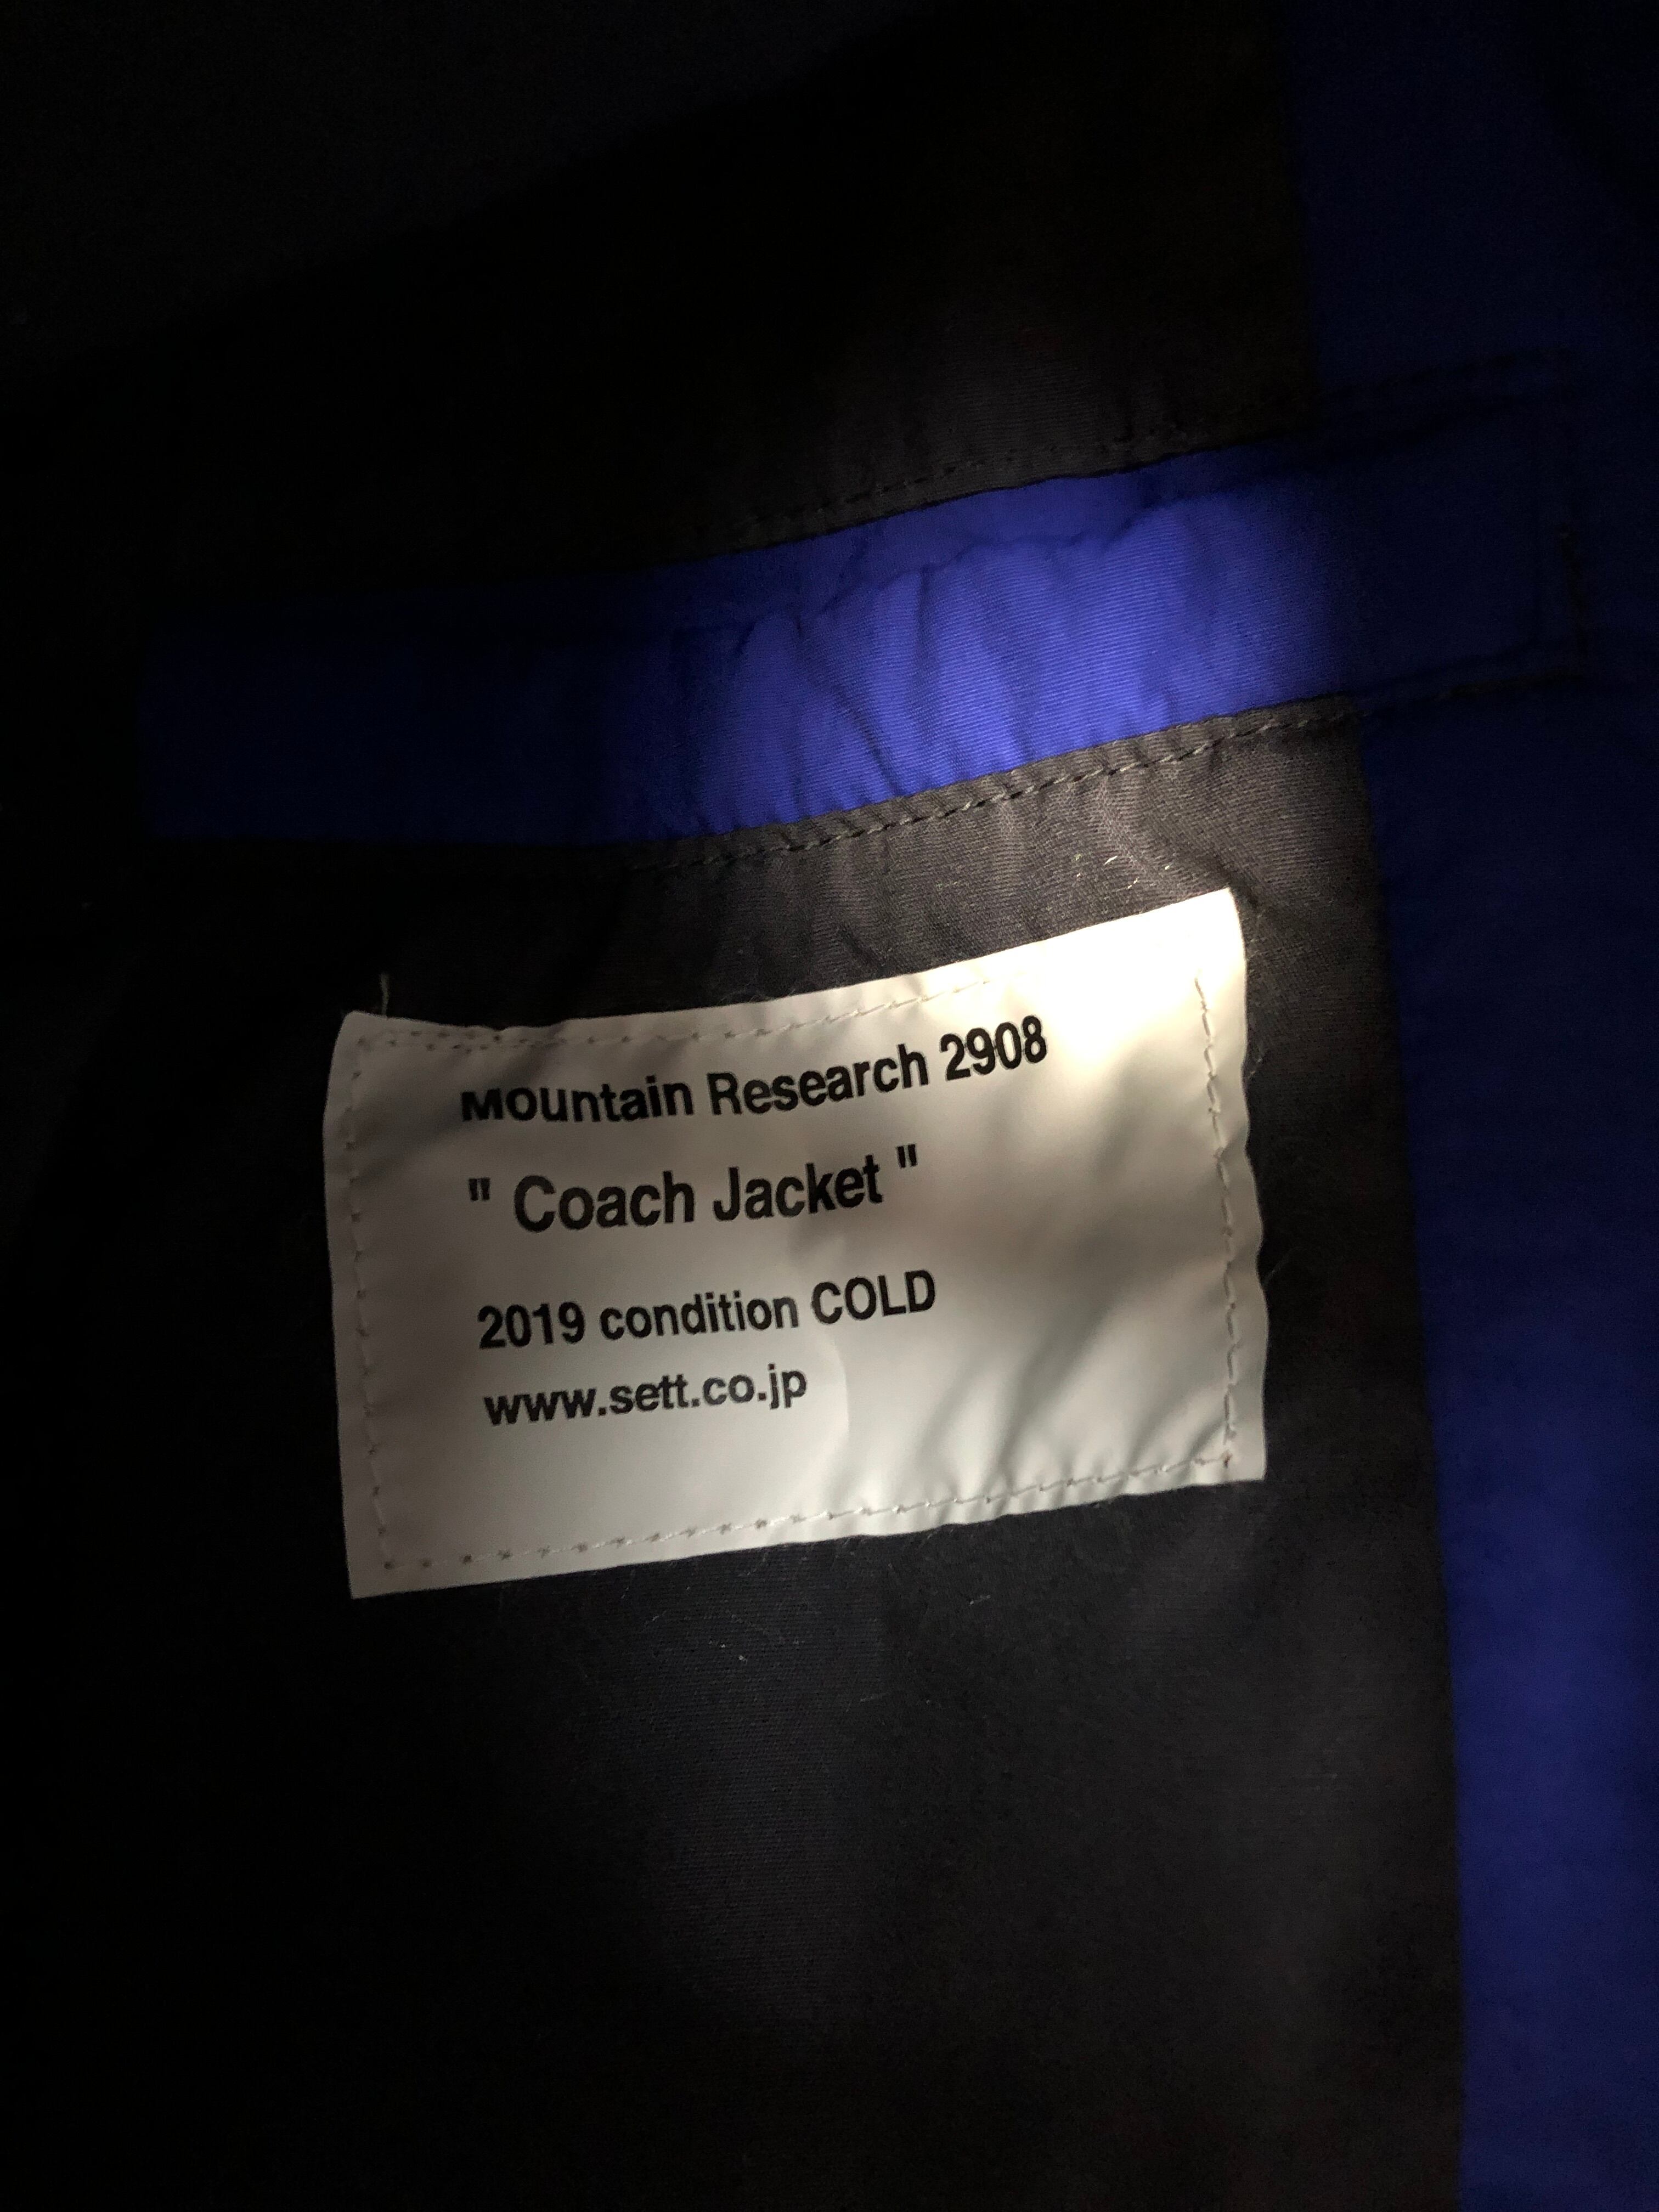 Mountain Research 2908
" Coach Jacket "
2019 condition COLD
www.sett.co.jp